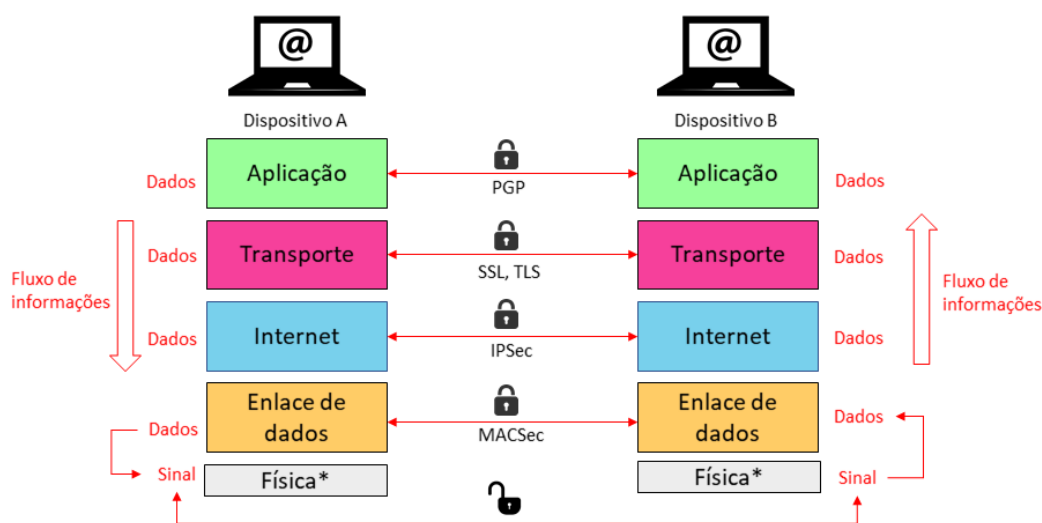 @
@
Dispositivo A
Dispositivo B
Dados
Aplicação
PGP
Aplicação
Dados
Dados
Transporte
SSL, TLS
Transporte
Dados
Fluxo de
informações
Fluxo de
informações
Dados
Internet
IPSec
Internet
Dados
Dados
Enlace de
dados
MACSec
Enlace de
dados
Dados
Sinal
Física*
Física*
Sinal